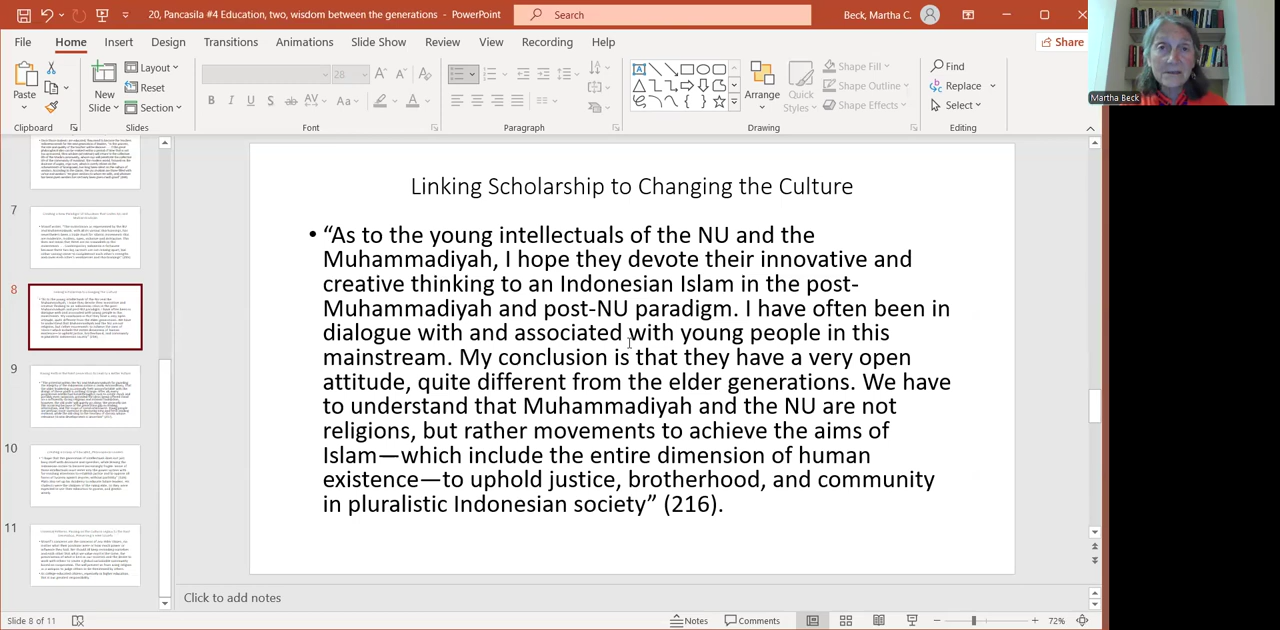 20, Pancasila #4 Education, two, wisdom between the generations - PowerPoint
Search
Beck, Martha C.
File Home Insert Design Transitions Animations Slide Show Review View Recording Help
Share
Paste
New Slide
Layout
Reset
Section
28
B I U S ab AV Aa A
Arrange
Quick Styles
Shape Fill
Shape Outline
Shape Effects
Find
Replace
Select
Clipboard Slides Font Paragraph Drawing Editing
Martha Beck
7
8
9
10
11
Linking Scholarship to Changing the Culture
• “As to the young intellectuals of the NU and the
Muhammadiyah, I hope they devote their innovative and
creative thinking to an Indonesian Islam in the post-
Muhammadiyah and post-NU paradigm. I have often been in
dialogue with and associated with young people in this
mainstream. My conclusion is that they have a very open
attitude, quite different from the elder generations. We have
to understand that Muhammadiyah and the NU are not
religions, but rather movements to achieve the aims of
Islam—which include the entire dimension of human
existence—to uphold justice, brotherhood, and community
in pluralistic Indonesian society” (216).
Click to add notes
Slide 8 of 11
Notes
Comments
72%